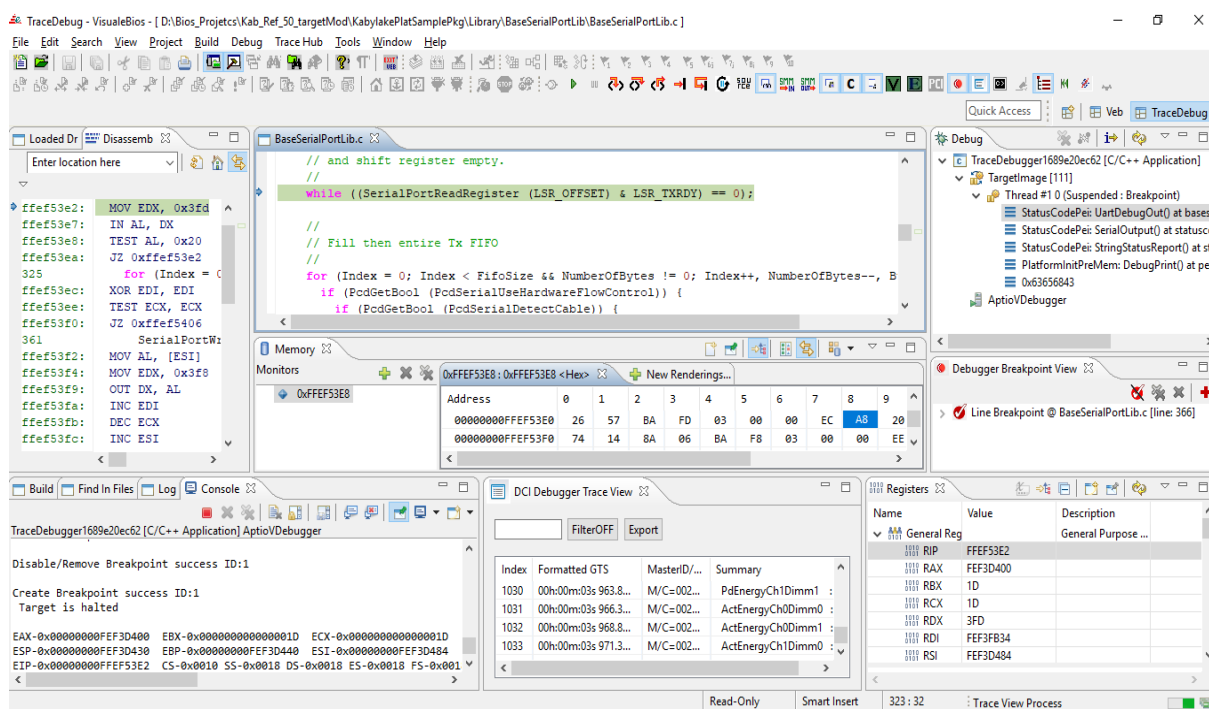 TraceDebug - VisualeBios - [ D:\Bios_Projetcs\Kab_Ref_50_targetMod\KabylakePlatSamplePkg\Library\BaseSerialPortLib\BaseSerialPortLib.c ]
File Edit Search View Project Build Debug Trace Hub Tools Window Help
Quick Access Veb TraceDebug
Loaded Dr Disassemb
Enter location here
ffef53e2: MOV EDX, 0x3fd
ffef53e7: IN AL, DX
ffef53e8: TEST AL, 0x20
ffef53ea: JZ 0xffef53e2
325 for (Index = 0
ffef53ec: XOR EDI, EDI
ffef53ee: TEST ECX, ECX
ffef53f0: JZ 0xffef5406
361 SerialPortWr
ffef53f2: MOV AL, [ESI]
ffef53f4: MOV EDX, 0x3f8
ffef53f9: OUT DX, AL
ffef53fa: INC EDI
ffef53fb: DEC ECX
ffef53fc: INC ESI
BaseSerialPortLib.c
// and shift register empty.
//
while ((SerialPortReadRegister (LSR_OFFSET) & LSR_TXRDY) == 0);
//
// Fill then entire Tx FIFO
//
for (Index = 0; Index < FifoSize && NumberOfBytes != 0; Index++, NumberOfBytes--, B
if (PcdGetBool (PcdSerialUseHardwareFlowControl)) {
if (PcdGetBool (PcdSerialDetectCable)) {
Debug
TraceDebugger1689e20ec62 [C/C++ Application]
TargetImage [111]
Thread #1 0 (Suspended : Breakpoint)
StatusCodePei: UartDebugOut() at bases
StatusCodePei: SerialOutput() at statusco
StatusCodePei: StringStatusReport() at st
PlatformInitPreMem: DebugPrint() at pe
0x63656843
AptioVDebugger
Memory
Monitors
0xFFEF53E8
0xFFEF53E8 : 0xFFEF53E8 <Hex> New Renderings...
Address 0 1 2 3 4 5 6 7 8 9
00000000FFEF53E0 26 57 BA FD 03 00 00 EC A8 20
00000000FFEF53F0 74 14 8A 06 BA F8 03 00 00 EE
Debugger Breakpoint View
Line Breakpoint @ BaseSerialPortLib.c [line: 366]
Build Find In Files Log Console
TraceDebugger1689e20ec62 [C/C++ Application] AptioVDebugger
Disable/Remove Breakpoint success ID:1
Create Breakpoint success ID:1
Target is halted
EAX-0x00000000FEF3D400 EBX-0x000000000000001D ECX-0x000000000000001D
ESP-0x00000000FEF3D430 EBP-0x00000000FEF3D440 ESI-0x00000000FEF3D484
EIP-0x00000000FFEF53E2 CS-0x0010 SS-0x0018 DS-0x0018 ES-0x0018 FS-0x001
DCI Debugger Trace View
FilterOFF Export
Index Formatted GTS MasterID/... Summary
1030 00h:00m:03s 963.8... M/C=002... PdEnergyCh1Dimm1 :
1031 00h:00m:03s 966.3... M/C=002... ActEnergyCh0Dimm0 :
1032 00h:00m:03s 968.8... M/C=002... ActEnergyCh0Dimm1 :
1033 00h:00m:03s 971.3... M/C=002... ActEnergyCh1Dimm0 :
Registers
Name Value Description
General Reg General Purpose ...
RIP FFEF53E2
RAX FEF3D400
RBX 1D
RCX 1D
RDX 3FD
RDI FEF3FB34
RSI FEF3D484
Read-Only Smart Insert 323 : 32 : Trace View Process